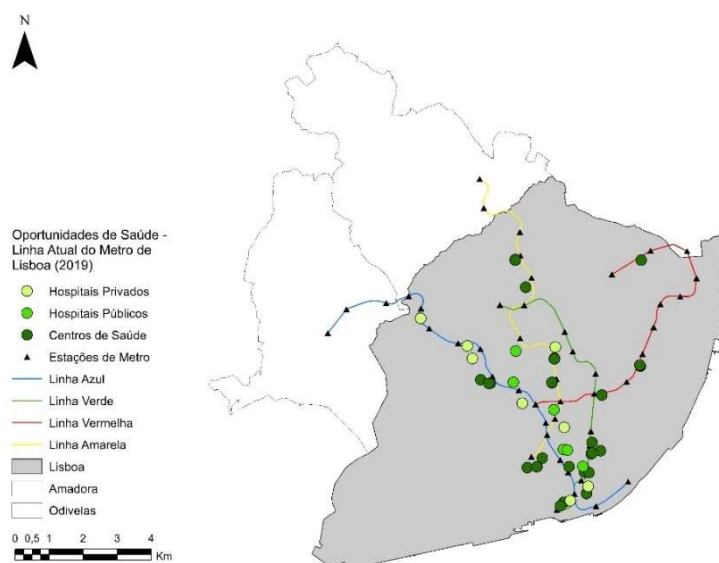 N
Oportunidades de Saúde -
Linha Atual do Metro de
Lisboa (2019)
Hospitais Privados
Hospitais Públicos
Centros de Saúde
Estações de Metro
Linha Azul
Linha Verde
Linha Vermelha
Linha Amarela
Lisboa
Amadora
Odivelas
0 0,5 1 2 3 4
Km